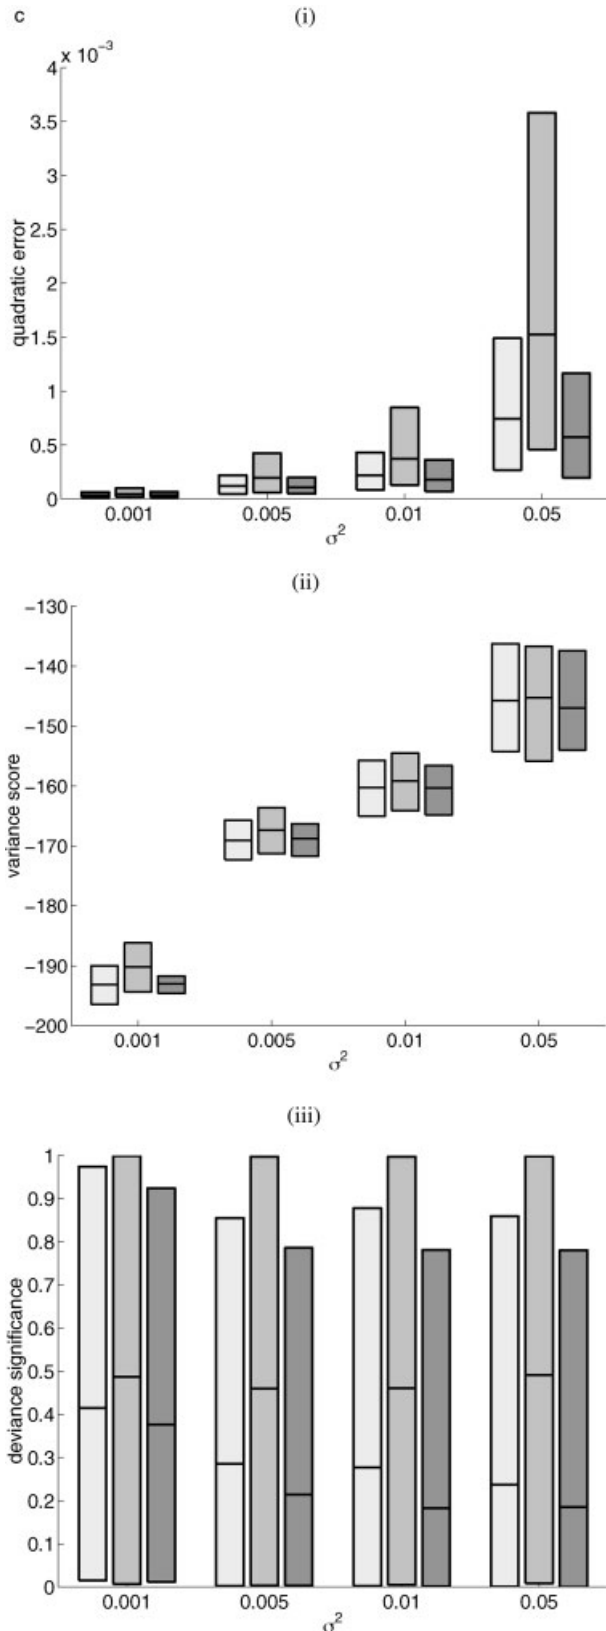 c
(i)
x 10⁻³
4
3.5
3
2.5
2
1.5
1
0.5
0
quadratic error
0.001 0.005 0.01 0.05
σ²
(ii)
−130
−140
−150
−160
−170
−180
−190
−200
variance score
0.001 0.005 0.01 0.05
σ²
(iii)
1
0.9
0.8
0.7
0.6
0.5
0.4
0.3
0.2
0.1
0
deviance significance
0.001 0.005 0.01 0.05
σ²